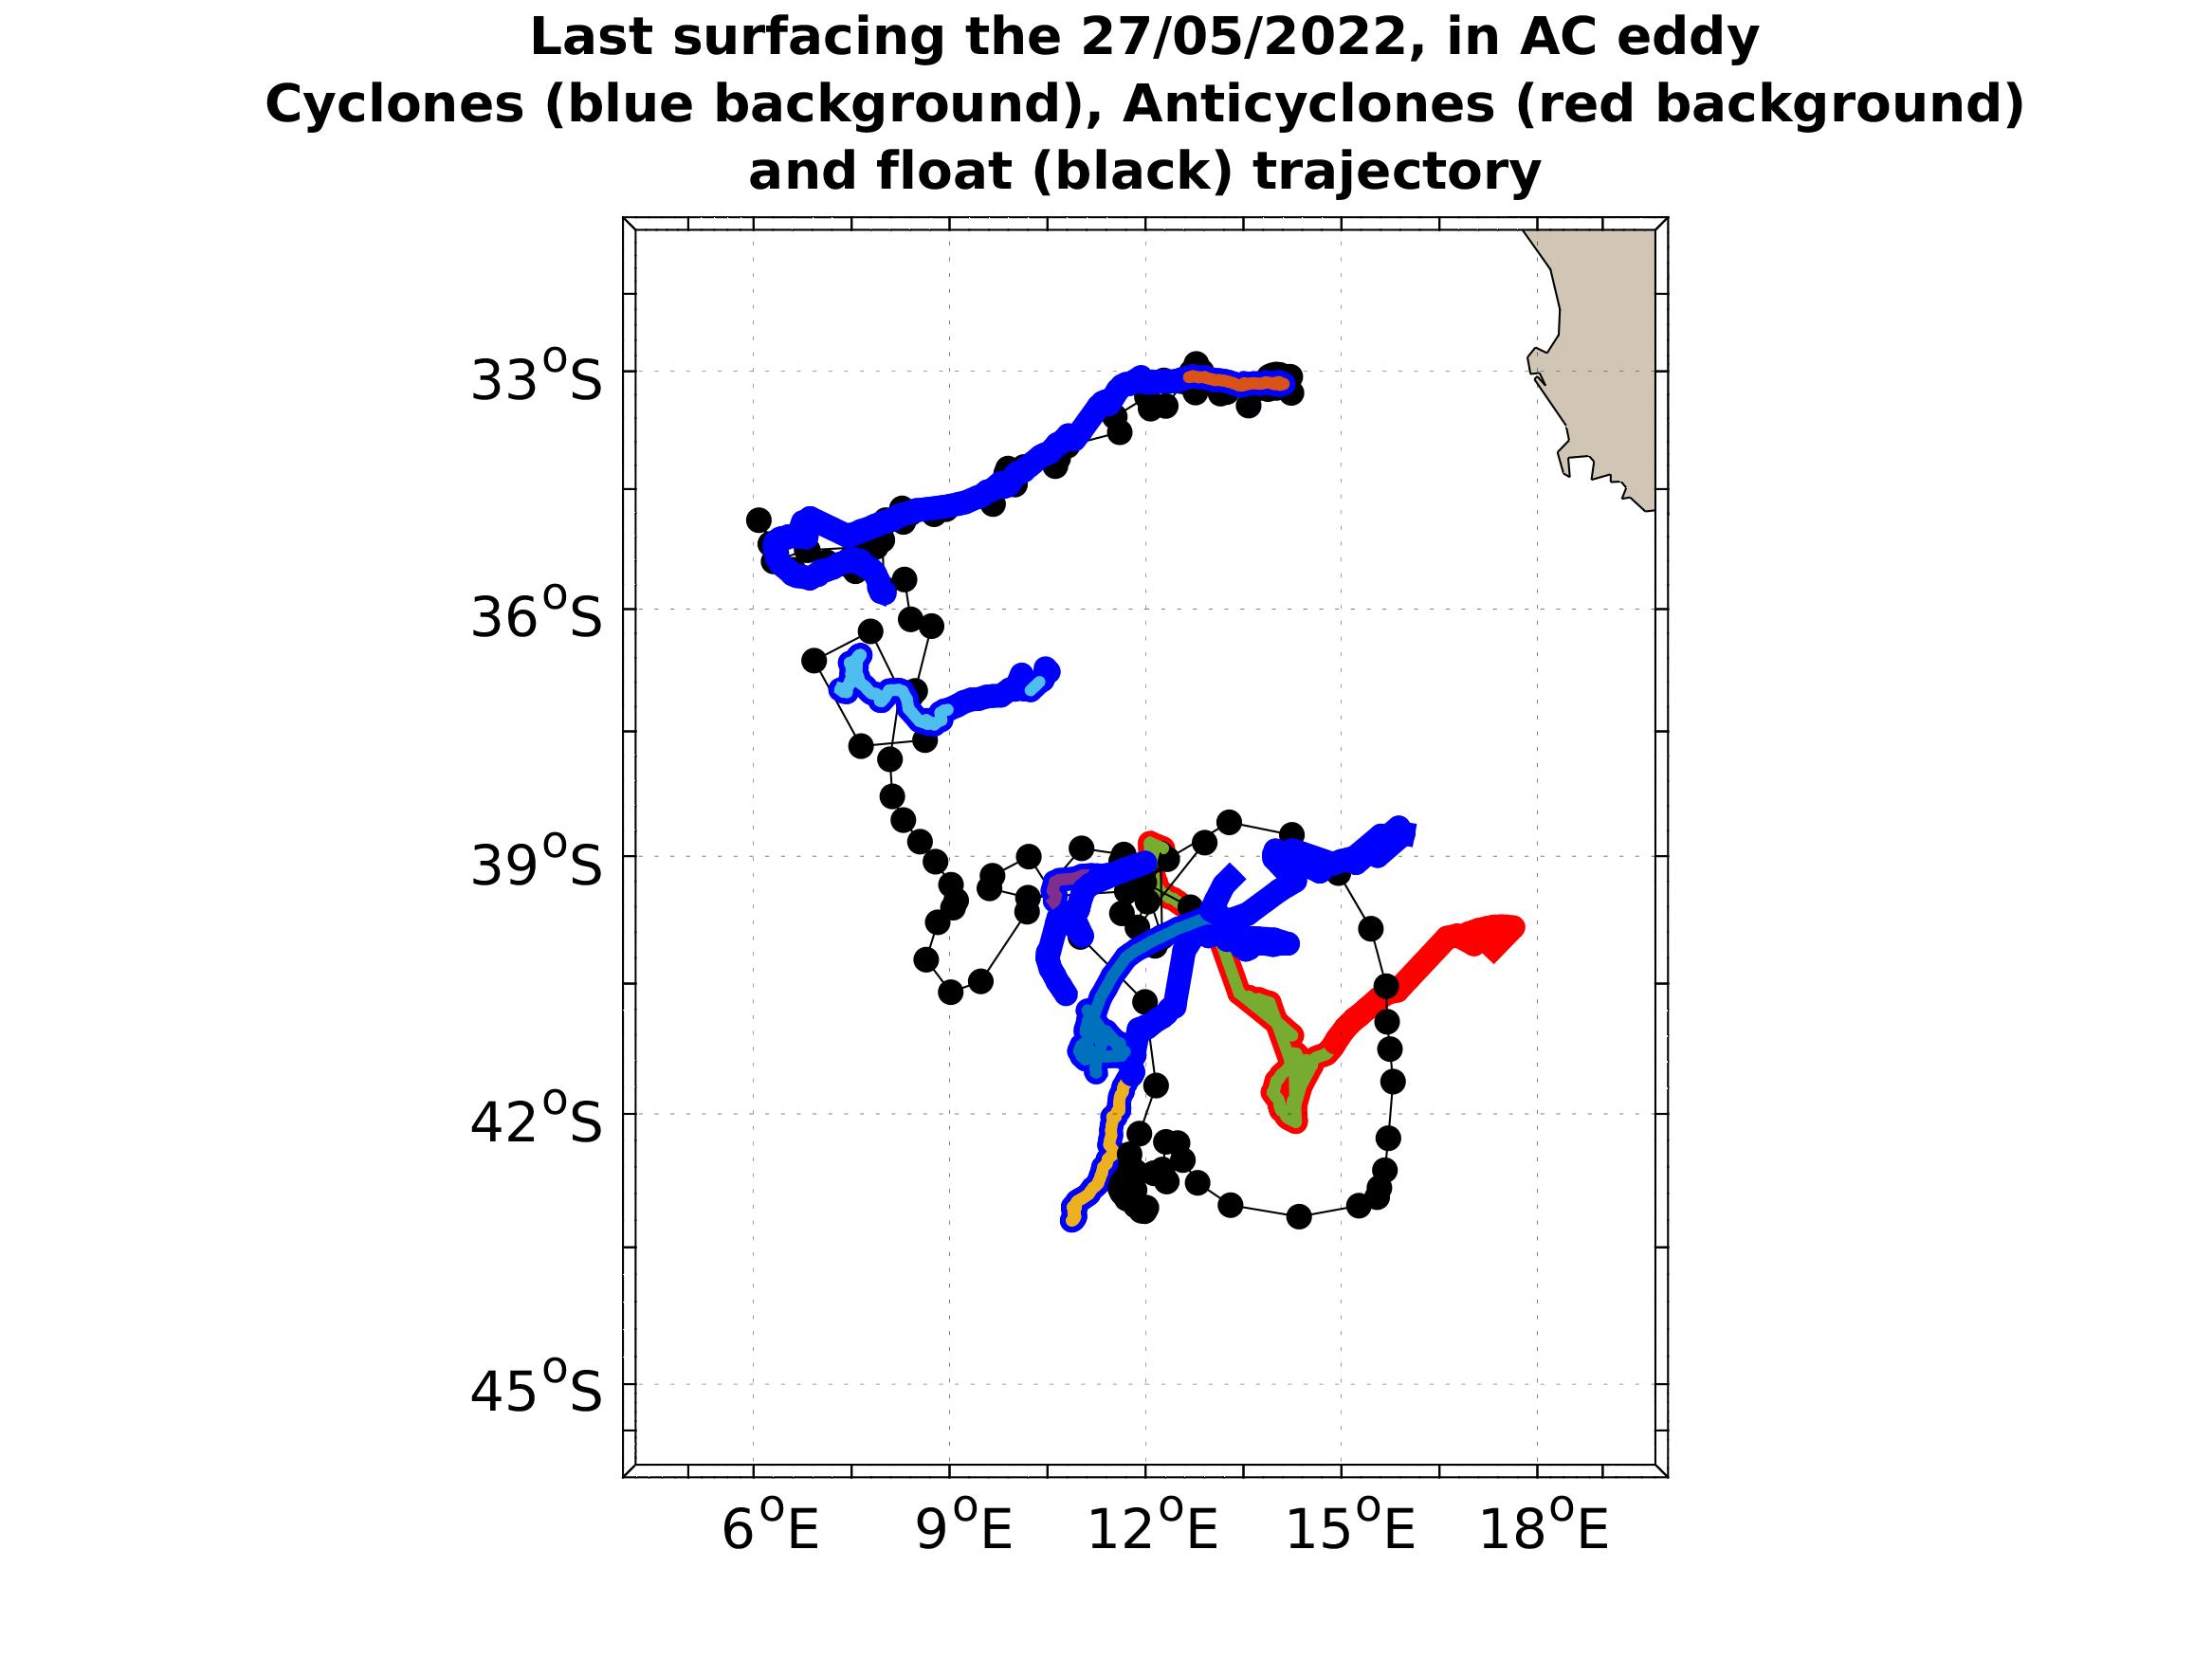 Last surfacing the 27/05/2022, in AC eddy
Cyclones (blue background), Anticyclones (red background)
and float (black) trajectory
33°S
36°S
39°S
42°S
45°S
6°E 9°E 12°E 15°E 18°E